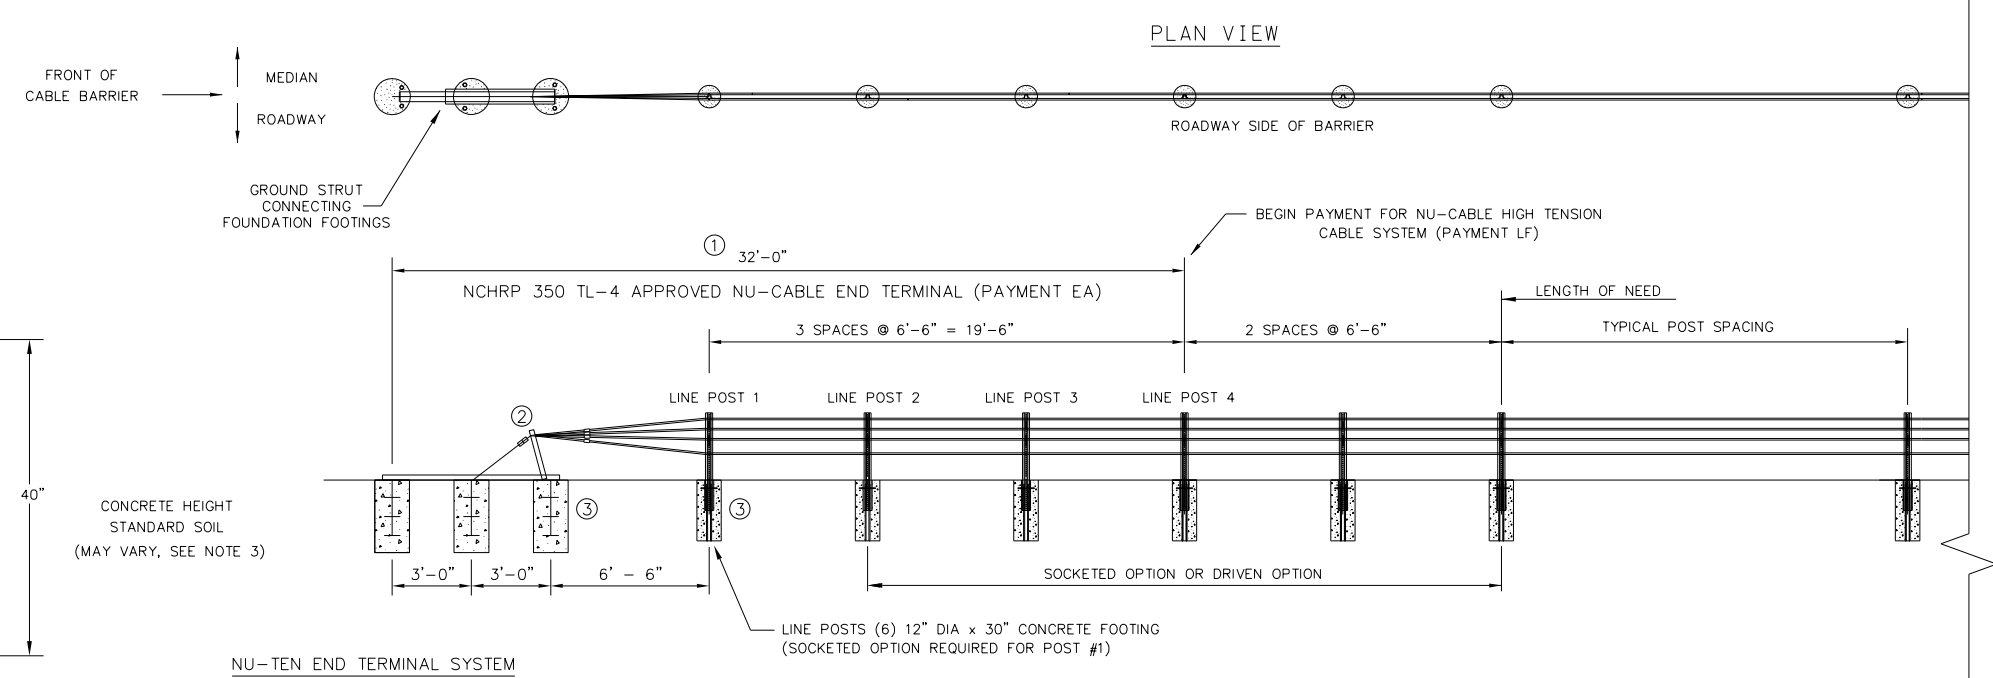 PLAN VIEW
FRONT OF
CABLE BARRIER
MEDIAN
ROADWAY
ROADWAY SIDE OF BARRIER
GROUND STRUT
CONNECTING
FOUNDATION FOOTINGS
BEGIN PAYMENT FOR NU-CABLE HIGH TENSION
CABLE SYSTEM (PAYMENT LF)
1
32'-0"
NCHRP 350 TL-4 APPROVED NU-CABLE END TERMINAL (PAYMENT EA)
LENGTH OF NEED
3 SPACES @ 6'-6" = 19'-6"
2 SPACES @ 6'-6"
TYPICAL POST SPACING
LINE POST 1
LINE POST 2
LINE POST 3
LINE POST 4
2
40"
CONCRETE HEIGHT
STANDARD SOIL
(MAY VARY, SEE NOTE 3)
3
3
3'-0"
3'-0"
6' - 6"
SOCKETED OPTION OR DRIVEN OPTION
LINE POSTS (6) 12" DIA x 30" CONCRETE FOOTING
(SOCKETED OPTION REQUIRED FOR POST #1)
NU-TEN END TERMINAL SYSTEM